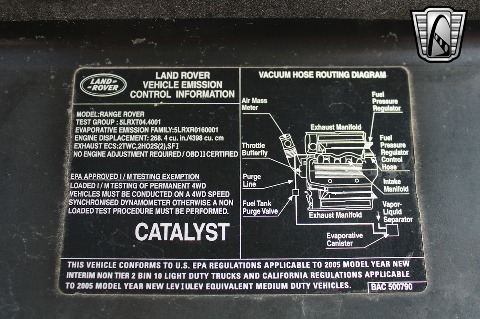 LAND ROVER
LAND ROVER
VEHICLE EMISSION
CONTROL INFORMATION
MODEL:RANGE ROVER
TEST GROUP : 5LRXT04.4001
EVAPORATIVE EMISSION FAMILY:5LRXR0160001
ENGINE DISPLACEMENT: 268. 4 cu. in./4398 cu. cm
EXHAUST ECS:2TWC,2HO2S(2),SFI
NO ENGINE ADJUSTMENT REQUIRED / OBD II CERTIFIED
EPA APPROVED I / M TESTING EXEMPTION
LOADED I / M TESTING OF PERMANENT 4WD
VEHICLES MUST BE CONDUCTED ON A 4WD SPEED
SYNCHRONISED DYNAMOMETER OTHERWISE A NON
LOADED TEST PROCEDURE MUST BE PERFORMED.
CATALYST
VACUUM HOSE ROUTING DIAGRAM
Air Mass
Meter
Fuel
Pressure
Regulator
Exhaust Manifold
Throttle
Butterfly
Fuel
Pressure
Regulator
Control
Hose
Purge
Line
Intake
Manifold
Fuel Tank
Purge Valve
Exhaust Manifold
Vapor-
Liquid
Separator
Evaporative
Canister
THIS VEHICLE CONFORMS TO U.S. EPA REGULATIONS APPLICABLE TO 2005 MODEL YEAR NEW
INTERIM NON TIER 2 BIN 10 LIGHT DUTY TRUCKS AND CALIFORNIA REGULATIONS APPLICABLE
TO 2005 MODEL YEAR NEW LEV I/ULEV EQUIVALENT MEDIUM DUTY VEHICLES.
BAC 500790